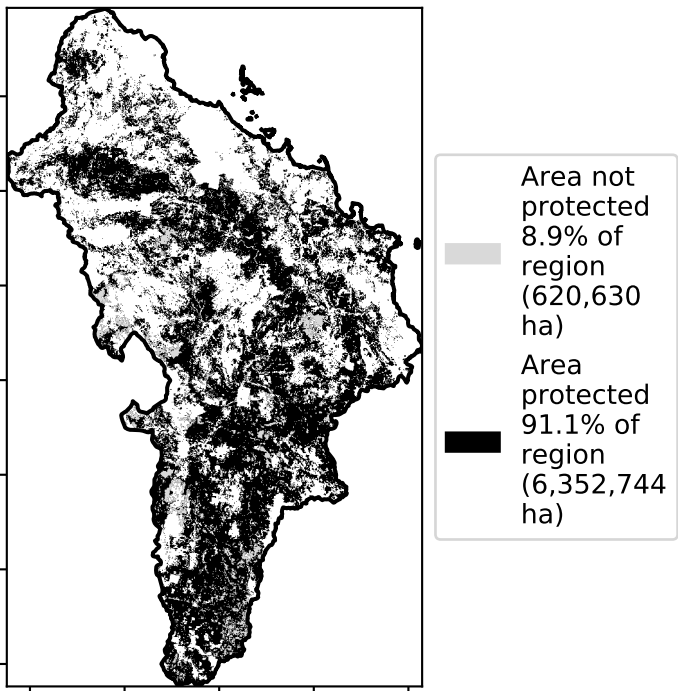 Area not
protected
8.9% of
region
(620,630
ha)
Area
protected
91.1% of
region
(6,352,744
ha)